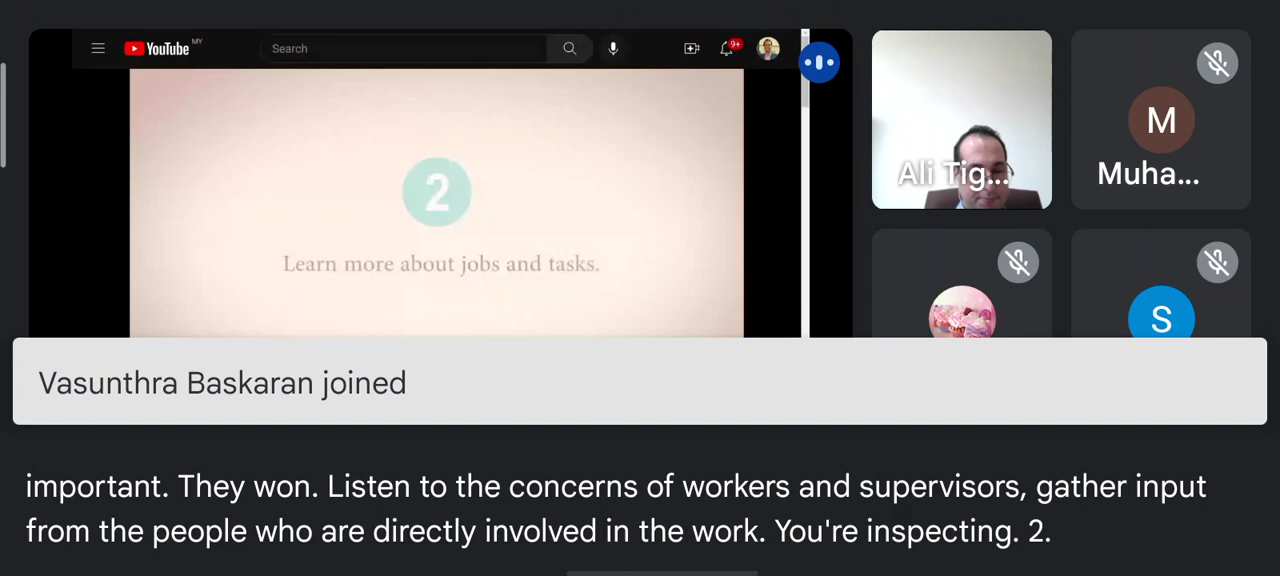 YouTube MY
Search
9+
2
Learn more about jobs and tasks.
Ali Tig...
M
Muha...
S
Vasunthra Baskaran joined
important. They won. Listen to the concerns of workers and supervisors, gather input
from the people who are directly involved in the work. You're inspecting. 2.